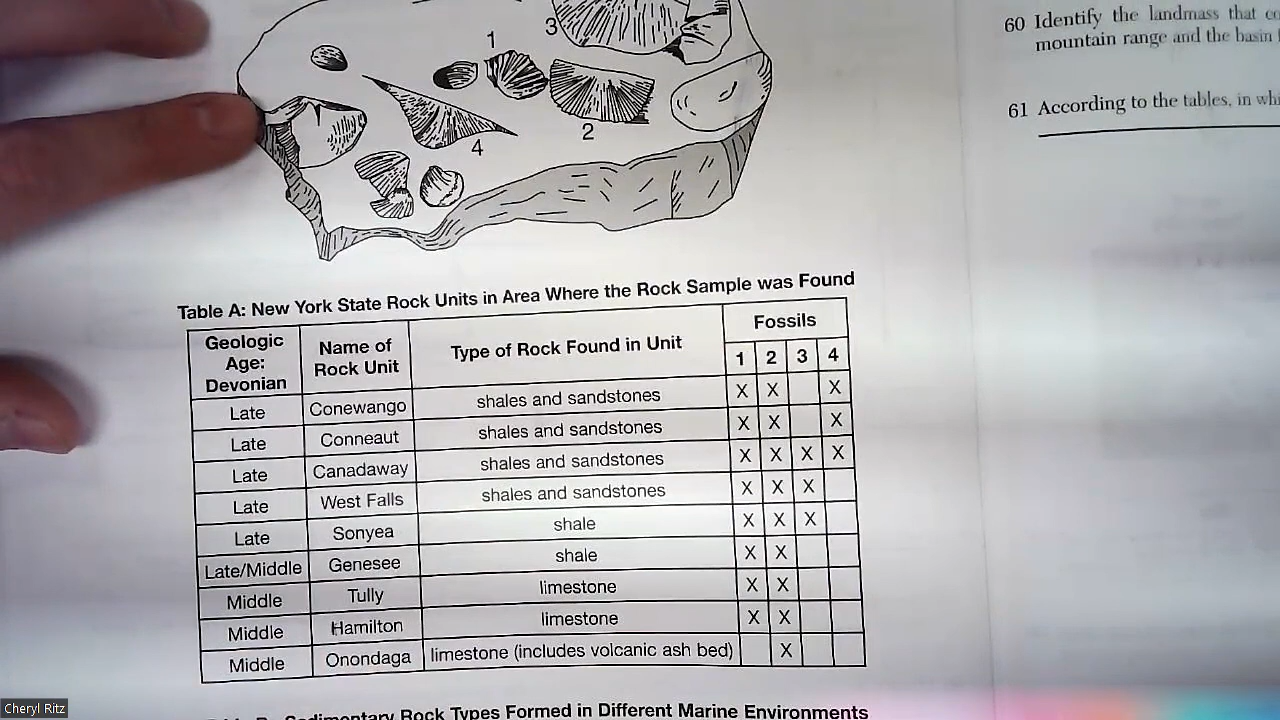 3
1
2
4
60 Identify the landmass that
mountain range and the basin
61 According to the tables, in
Table A: New York State Rock Units in Area Where the Rock Sample was Found
Geologic Age: Devonian Name of Rock Unit Type of Rock Found in Unit Fossils
1 2 3 4
Late Conewango shales and sandstones X X X
Late Conneaut shales and sandstones X X X
Late Canadaway shales and sandstones X X X X
Late West Falls shales and sandstones X X X
Late Sonyea shale X X X
Late/Middle Genesee shale X X
Middle Tully limestone X X
Middle Hamilton limestone X X
Middle Onondaga limestone (includes volcanic ash bed) X
Sedimentary Rock Types Formed in Different Marine Environments
Cheryl Ritz